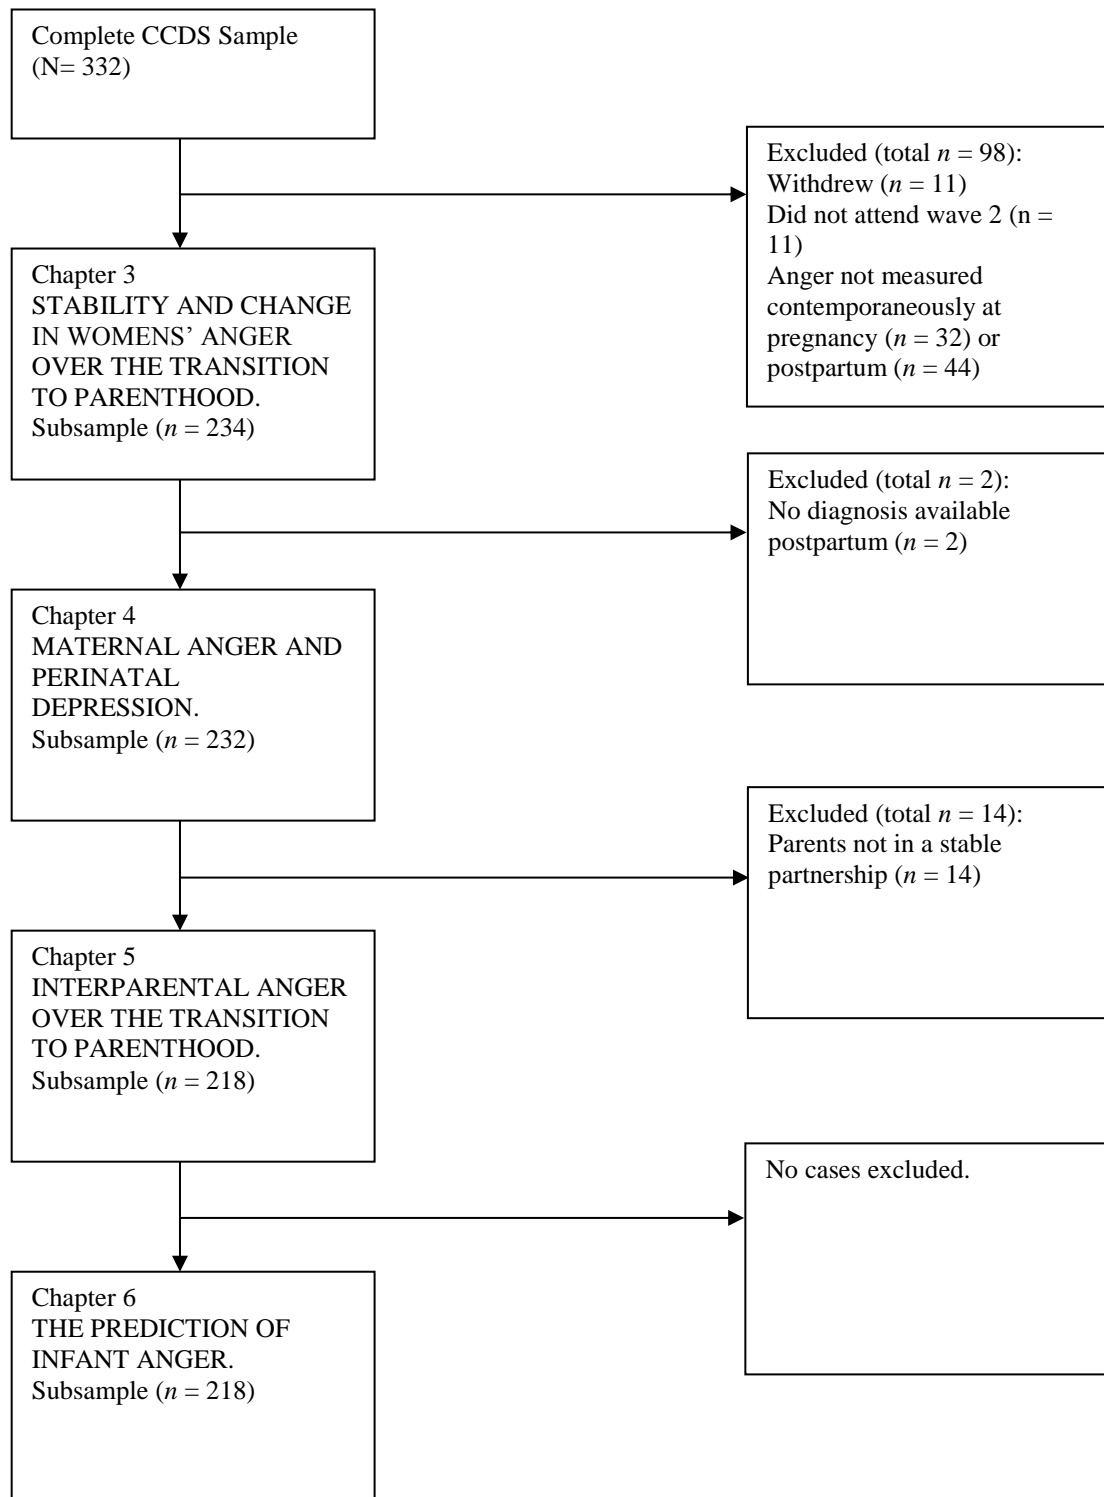 Complete CCDS Sample
(N= 332)
Excluded (total n = 98):
Withdrew (n = 11)
Did not attend wave 2 (n =
11)
Anger not measured
contemporaneously at
pregnancy (n = 32) or
postpartum (n = 44)
Chapter 3
STABILITY AND CHANGE
IN WOMENS’ ANGER
OVER THE TRANSITION
TO PARENTHOOD.
Subsample (n = 234)
Excluded (total n = 2):
No diagnosis available
postpartum (n = 2)
Chapter 4
MATERNAL ANGER AND
PERINATAL
DEPRESSION.
Subsample (n = 232)
Excluded (total n = 14):
Parents not in a stable
partnership (n = 14)
Chapter 5
INTERPARENTAL ANGER
OVER THE TRANSITION
TO PARENTHOOD.
Subsample (n = 218)
No cases excluded.
Chapter 6
THE PREDICTION OF
INFANT ANGER.
Subsample (n = 218)